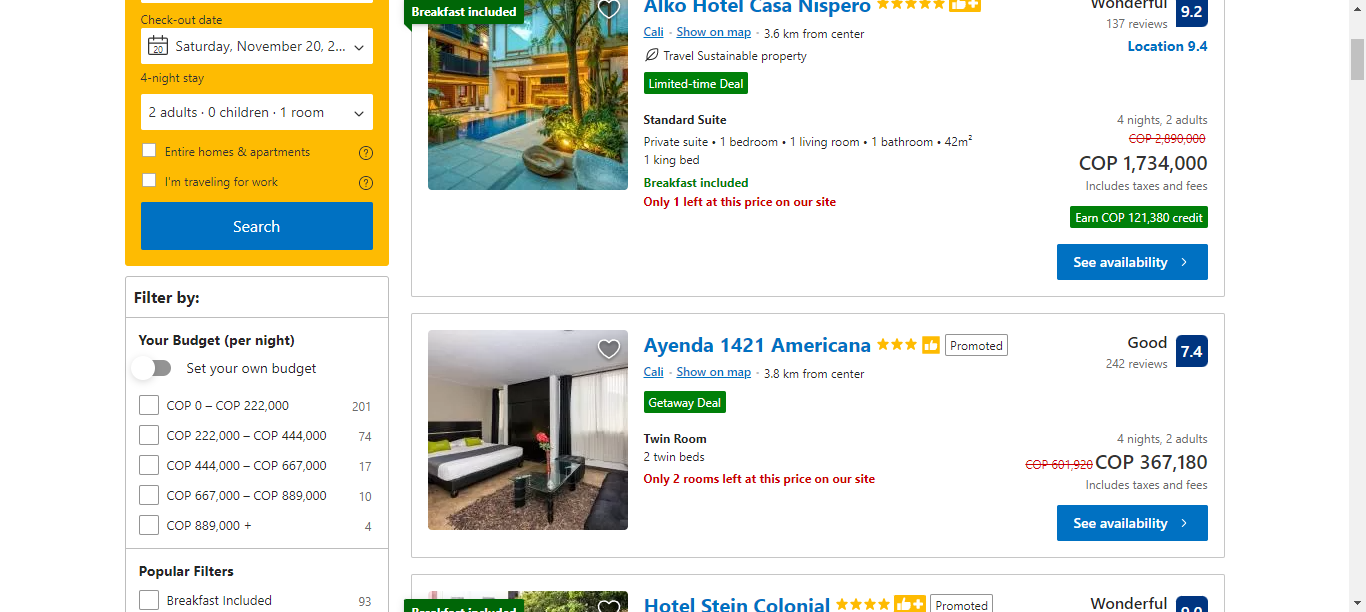 Check-out date
20
Saturday, November 20, 2...
4-night stay
2 adults · 0 children · 1 room
Entire homes & apartments
I'm traveling for work
Search
Filter by:
Your Budget (per night)
Set your own budget
COP 0 – COP 222,000 201
COP 222,000 – COP 444,000 74
COP 444,000 – COP 667,000 17
COP 667,000 – COP 889,000 10
COP 889,000 + 4
Popular Filters
Breakfast Included 93
Breakfast included
Alko Hotel Casa Nispero
Wonderful 9.2
137 reviews
Cali · Show on map · 3.6 km from center
Location 9.4
Travel Sustainable property
Limited-time Deal
Standard Suite
Private suite • 1 bedroom • 1 living room • 1 bathroom • 42m²
1 king bed
Breakfast included
Only 1 left at this price on our site
4 nights, 2 adults
COP 2,890,000
COP 1,734,000
Includes taxes and fees
Earn COP 121,380 credit
See availability
Ayenda 1421 Americana Promoted
Good 7.4
242 reviews
Cali · Show on map · 3.8 km from center
Getaway Deal
Twin Room
2 twin beds
Only 2 rooms left at this price on our site
4 nights, 2 adults
COP 601,920 COP 367,180
Includes taxes and fees
See availability
Breakfast included
Hotel Stein Colonial Promoted
Wonderful